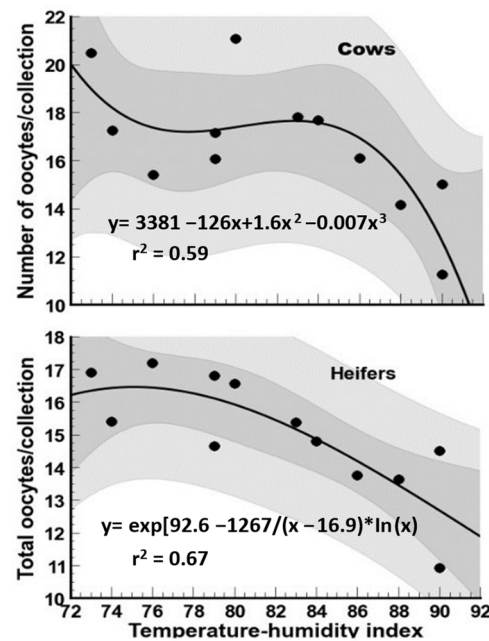 22
20
18
16
14
12
10
Number of oocytes/collection
Cows
y= 3381 −126x+1.6x² −0.007x³
r² = 0.59
18
17
16
15
14
13
12
11
10
Total oocytes/collection
Heifers
y= exp[92.6 −1267/(x −16.9)*ln(x)
r² = 0.67
72 74 76 78 80 82 84 86 88 90 92
Temperature-humidity index